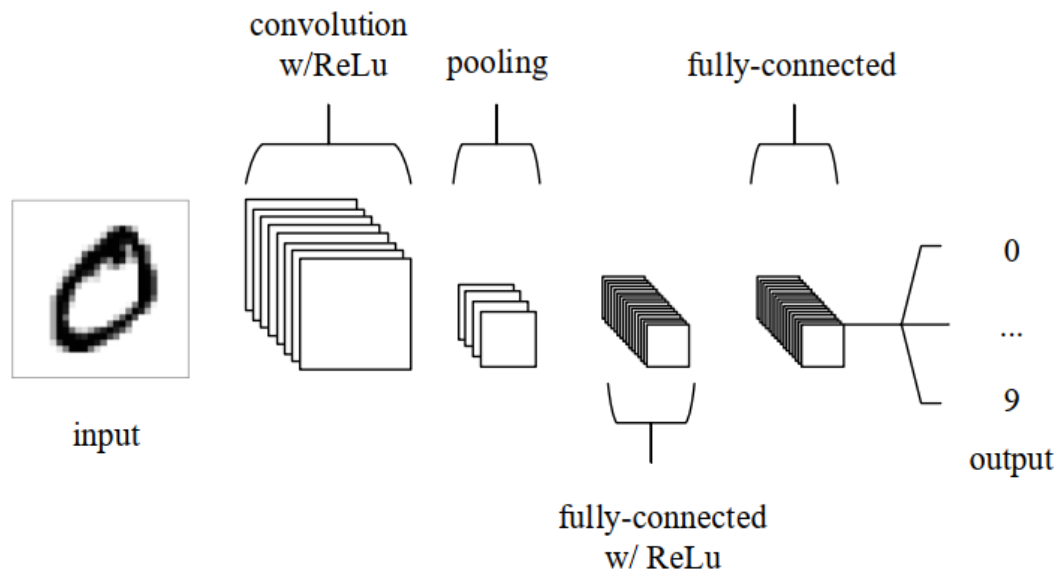 convolution
w/ReLu
pooling
fully-connected
0
...
9
input
output
fully-connected
w/ ReLu